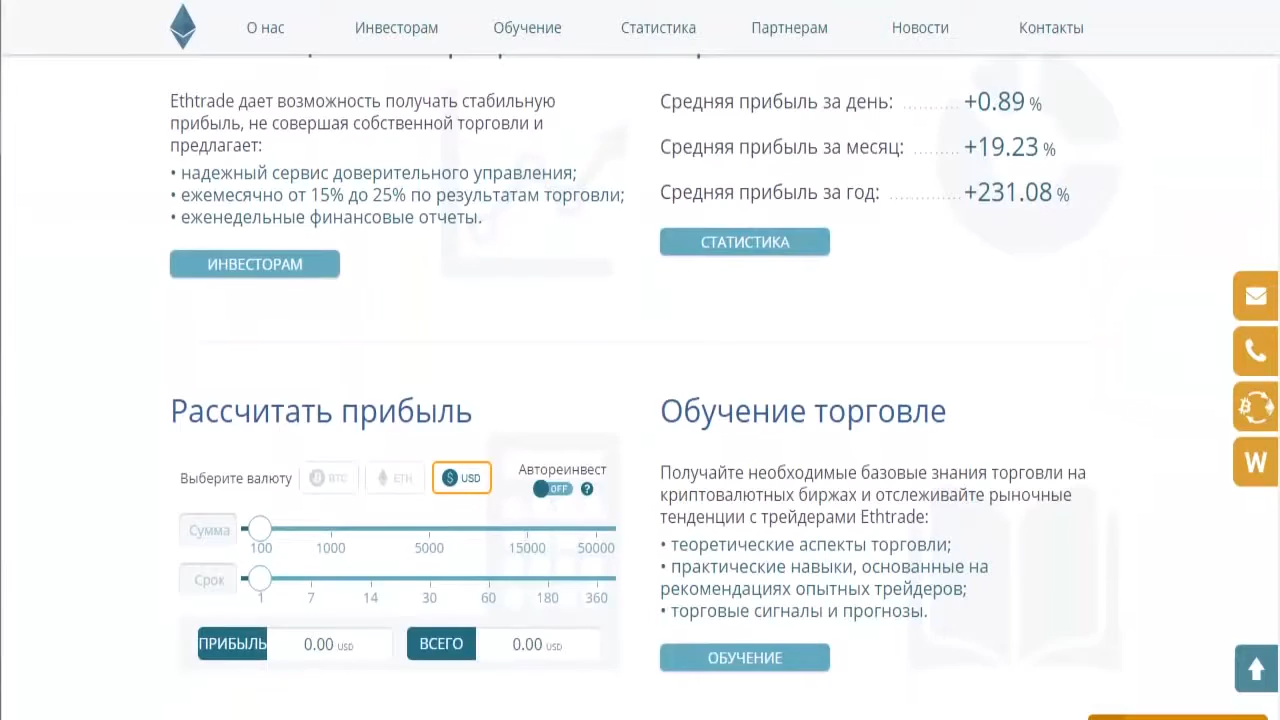 О нас
Инвесторам
Обучение
Статистика
Партнерам
Новости
Контакты
Ethtrade дает возможность получать стабильную
прибыль, не совершая собственной торговли и
предлагает:
• надежный сервис доверительного управления;
• ежемесячно от 15% до 25% по результатам торговли;
• еженедельные финансовые отчеты.
ИНВЕСТОРАМ
Средняя прибыль за день: +0.89 %
Средняя прибыль за месяц: +19.23 %
Средняя прибыль за год: +231.08 %
СТАТИСТИКА
Рассчитать прибыль
Выберите валюту
BTC
ETH
$ USD
Автореинвест
OFF ?
Сумма
100 1000 5000 15000 50000
Срок
1 7 14 30 60 180 360
ПРИБЫЛЬ 0.00 USD
ВСЕГО 0.00 USD
Обучение торговле
Получайте необходимые базовые знания торговли на
криптовалютных биржах и отслеживайте рыночные
тенденции с трейдерами Ethtrade:
• теоретические аспекты торговли;
• практические навыки, основанные на
рекомендациях опытных трейдеров;
• торговые сигналы и прогнозы.
ОБУЧЕНИЕ
W